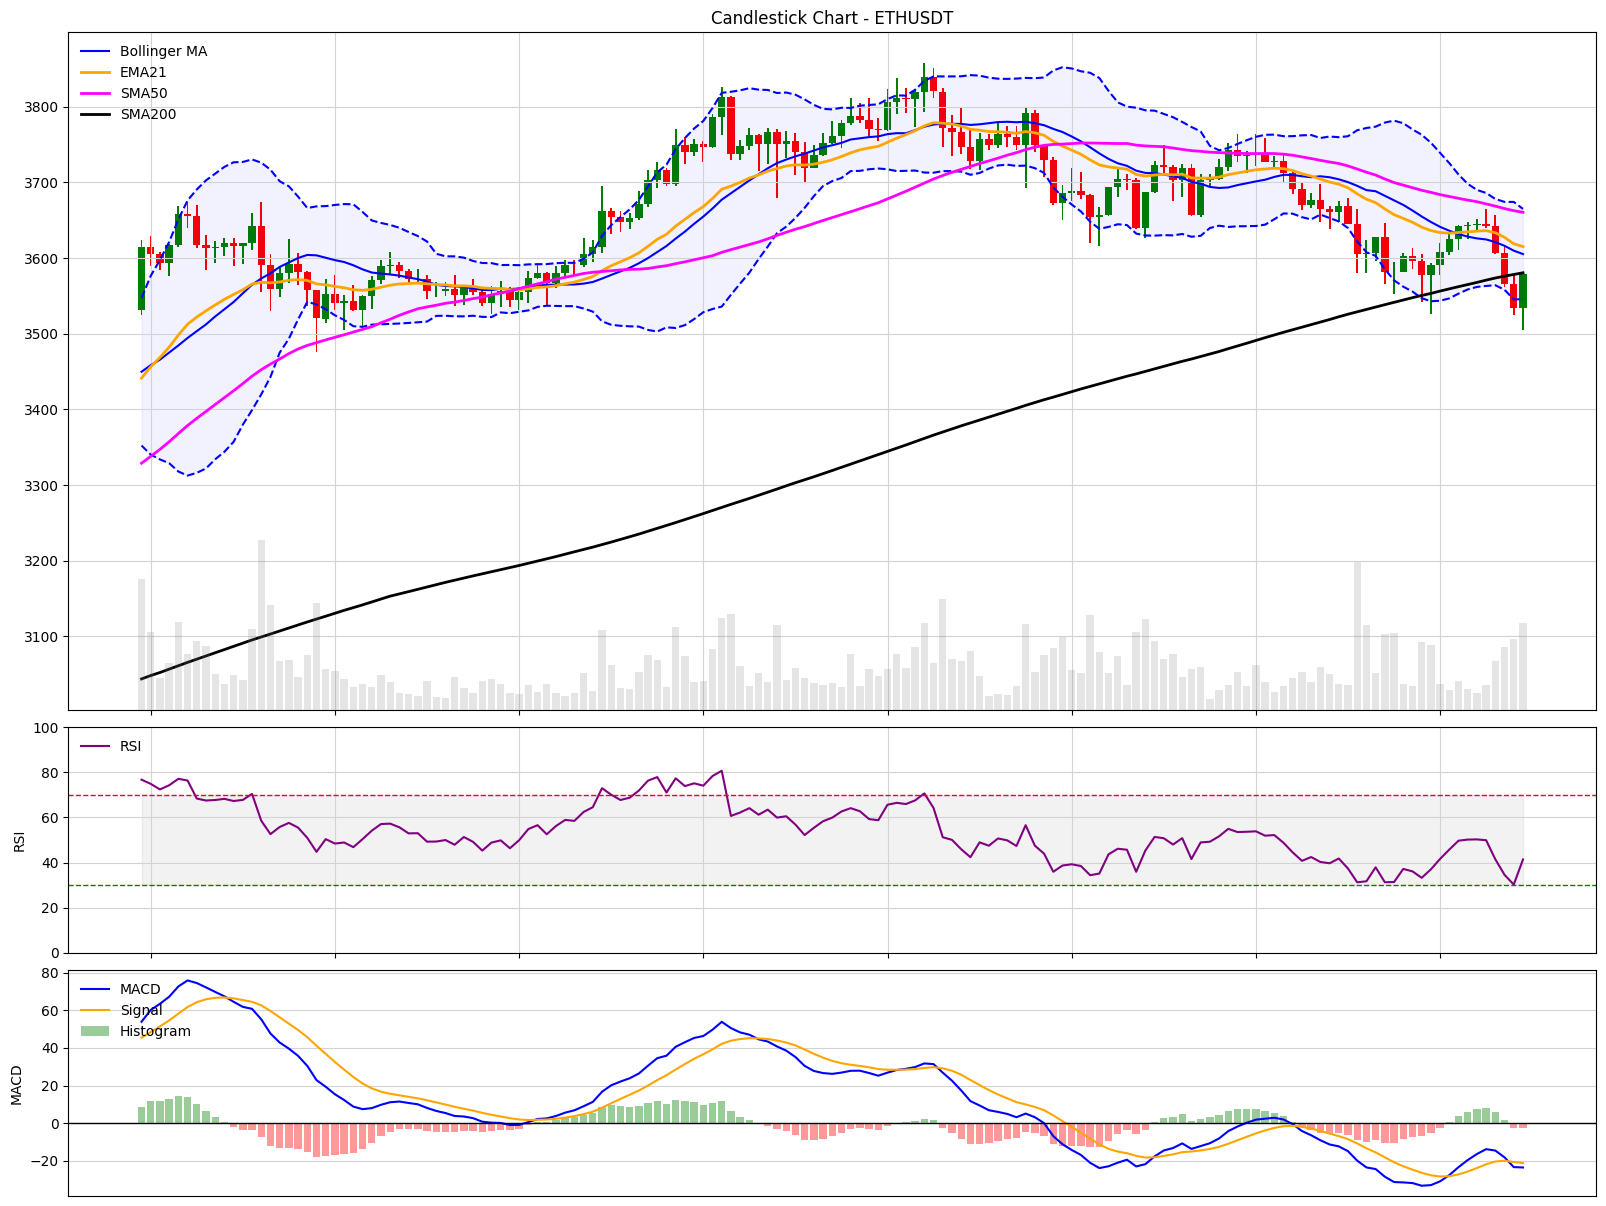 Candlestick Chart - ETHUSDT
Bollinger MA
EMA21
SMA50
SMA200
3800
3700
3600
3500
3400
3300
3200
3100
100
80
60
40
20
0
RSI
RSI
80
60
40
20
0
−20
MACD
MACD
Signal
Histogram